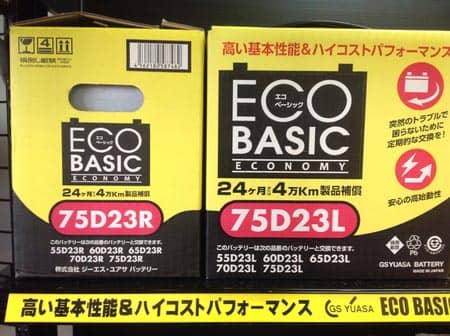 4
横倒し厳禁
エコ
ベーシック
ECO
BASIC
ECONOMY
24ヶ月または4万Km製品補償
75D23R
このバッテリーは次の品番のバッテリーと交換できます。
55D23R 60D23R 65D23R
70D23R 75D23R
株式会社 ジーエス・ユアサ バッテリー
高い基本性能&ハイコストパフォーマンス
エコ
ベーシック
ECO
BASIC
ECONOMY
24ヶ月または4万Km製品補償
75D23L
このバッテリーは次の品番のバッテリーと交換できます。
55D23L 60D23L 65D23L
70D23L 75D23L
突然のトラブルで
困らないために
定期的な交換を!
安心の高始動性
Pb
GSYUASA BATTERY
MADE IN JAPAN
高い基本性能&ハイコストパフォーマンス GS YUASA ECO BASI